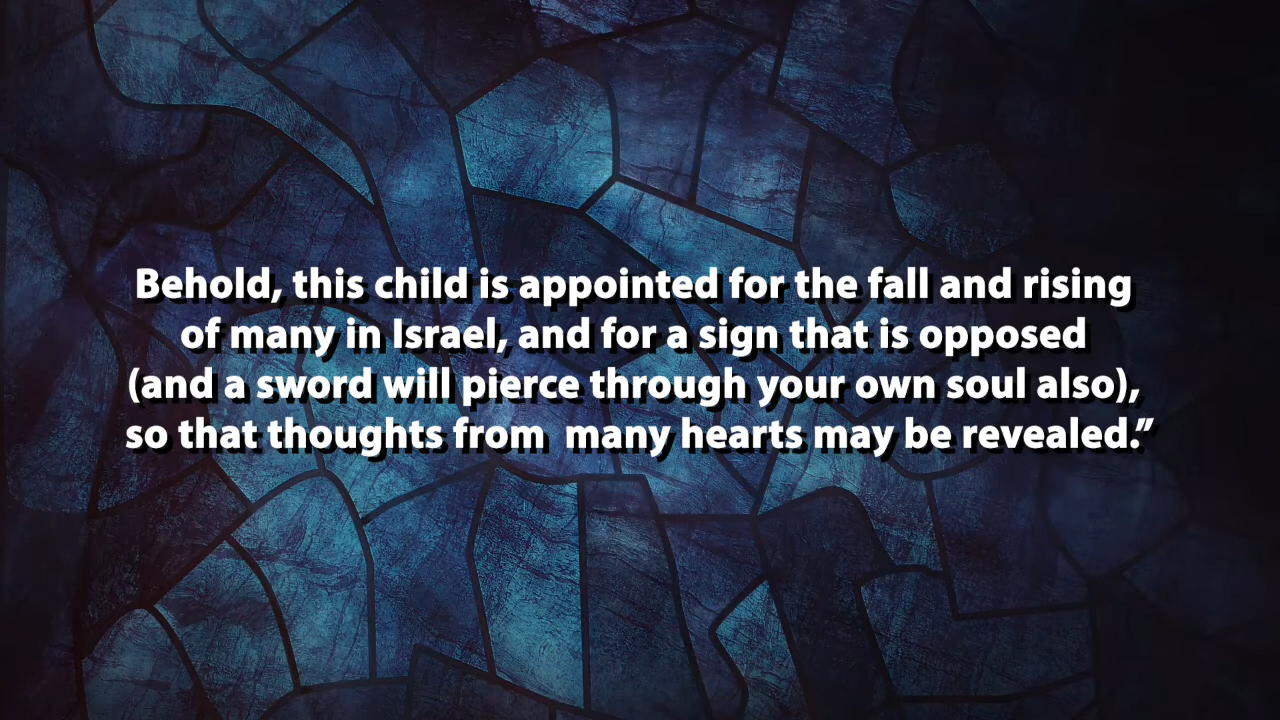 Behold, this child is appointed for the fall and rising
of many in Israel, and for a sign that is opposed
(and a sword will pierce through your own soul also),
so that thoughts from  many hearts may be revealed.”